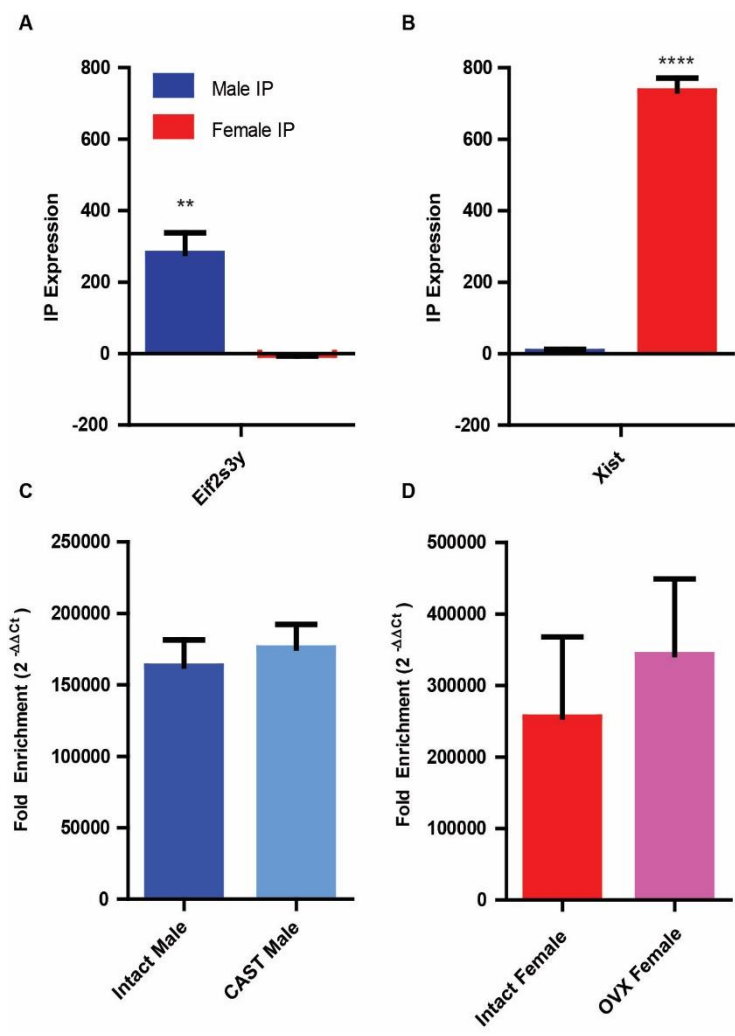 A
B
800
600
400
200
0
-200
IP Expression
Male IP
Female IP
**
Eif2s3y
800
600
400
200
0
-200
IP Expression
****
Xist
C
D
250000
200000
150000
100000
50000
0
Fold Enrichment (2 -ΔΔCt)
Intact Male
CAST Male
500000
400000
300000
200000
100000
0
Fold Enrichment (2 -ΔΔCt)
Intact Female
OVX Female